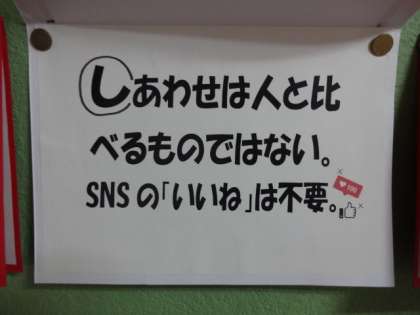 しあわせは人と比
べるものではない。
SNSの「いいね」は不要。